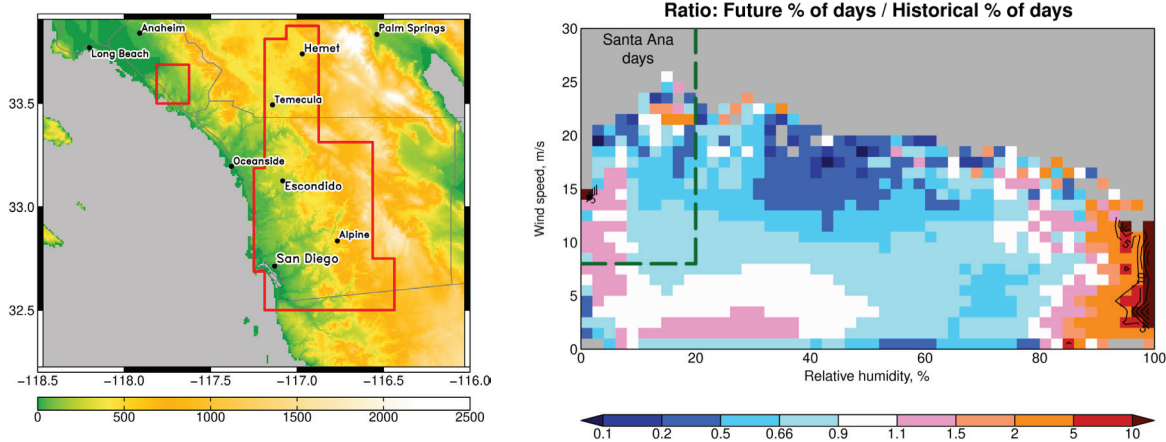 Anaheim
Long Beach
Palm Springs
Hemet
Temecula
Oceanside
Escondido
Alpine
San Diego
33.5
33.0
32.5
−118.5 −118.0 −117.5 −117.0 −116.5 −116.0
0 500 1000 1500 2000 2500
Ratio: Future % of days / Historical % of days
Santa Ana
days
Wind speed, m/s
30
25
20
15
10
5
0
0 20 40 60 80 100
Relative humidity, %
0.1 0.2 0.5 0.66 0.9 1.1 1.5 2 5 10